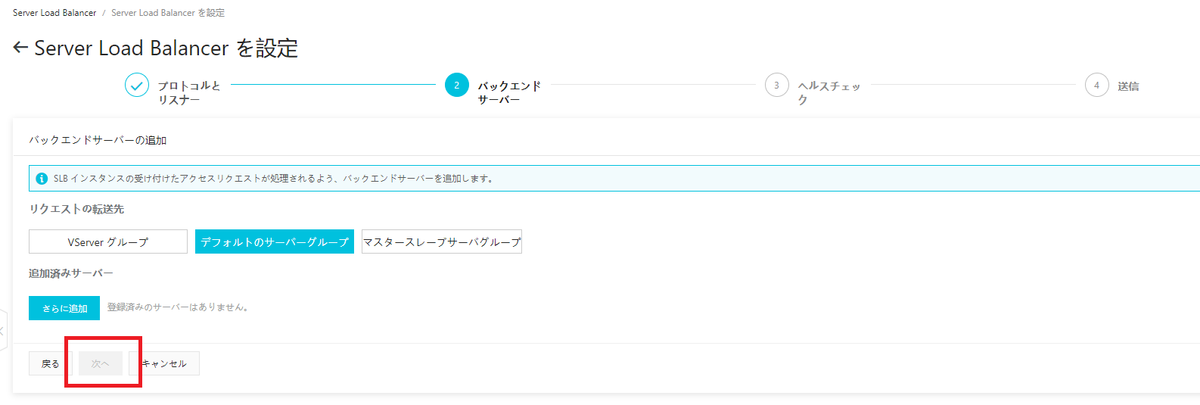 Server Load Balancer / Server Load Balancer を設定
← Server Load Balancer を設定
プロトコルと
リスナー
2 バックエンド
サーバー
3 ヘルスチェッ
ク
4 送信
バックエンドサーバーの追加
SLB インスタンスの受け付けたアクセスリクエストが処理されるよう、バックエンドサーバーを追加します。
リクエストの転送先
VServer グループ デフォルトのサーバーグループ マスタースレーブサーバグループ
追加済みサーバー
さらに追加 登録済みのサーバーはありません。
戻る 次へ キャンセル